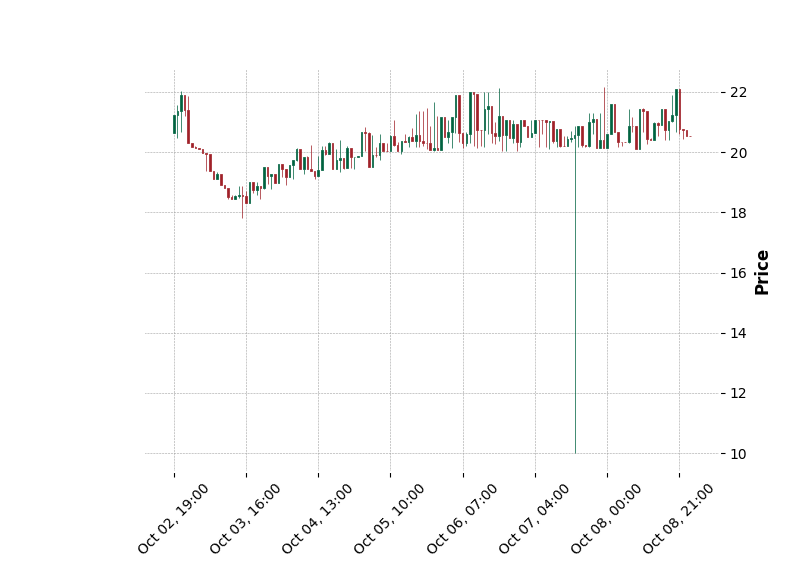 22
20
18
16
14
12
10
Price
Oct 02, 19:00
Oct 03, 16:00
Oct 04, 13:00
Oct 05, 10:00
Oct 06, 07:00
Oct 07, 04:00
Oct 08, 00:00
Oct 08, 21:00